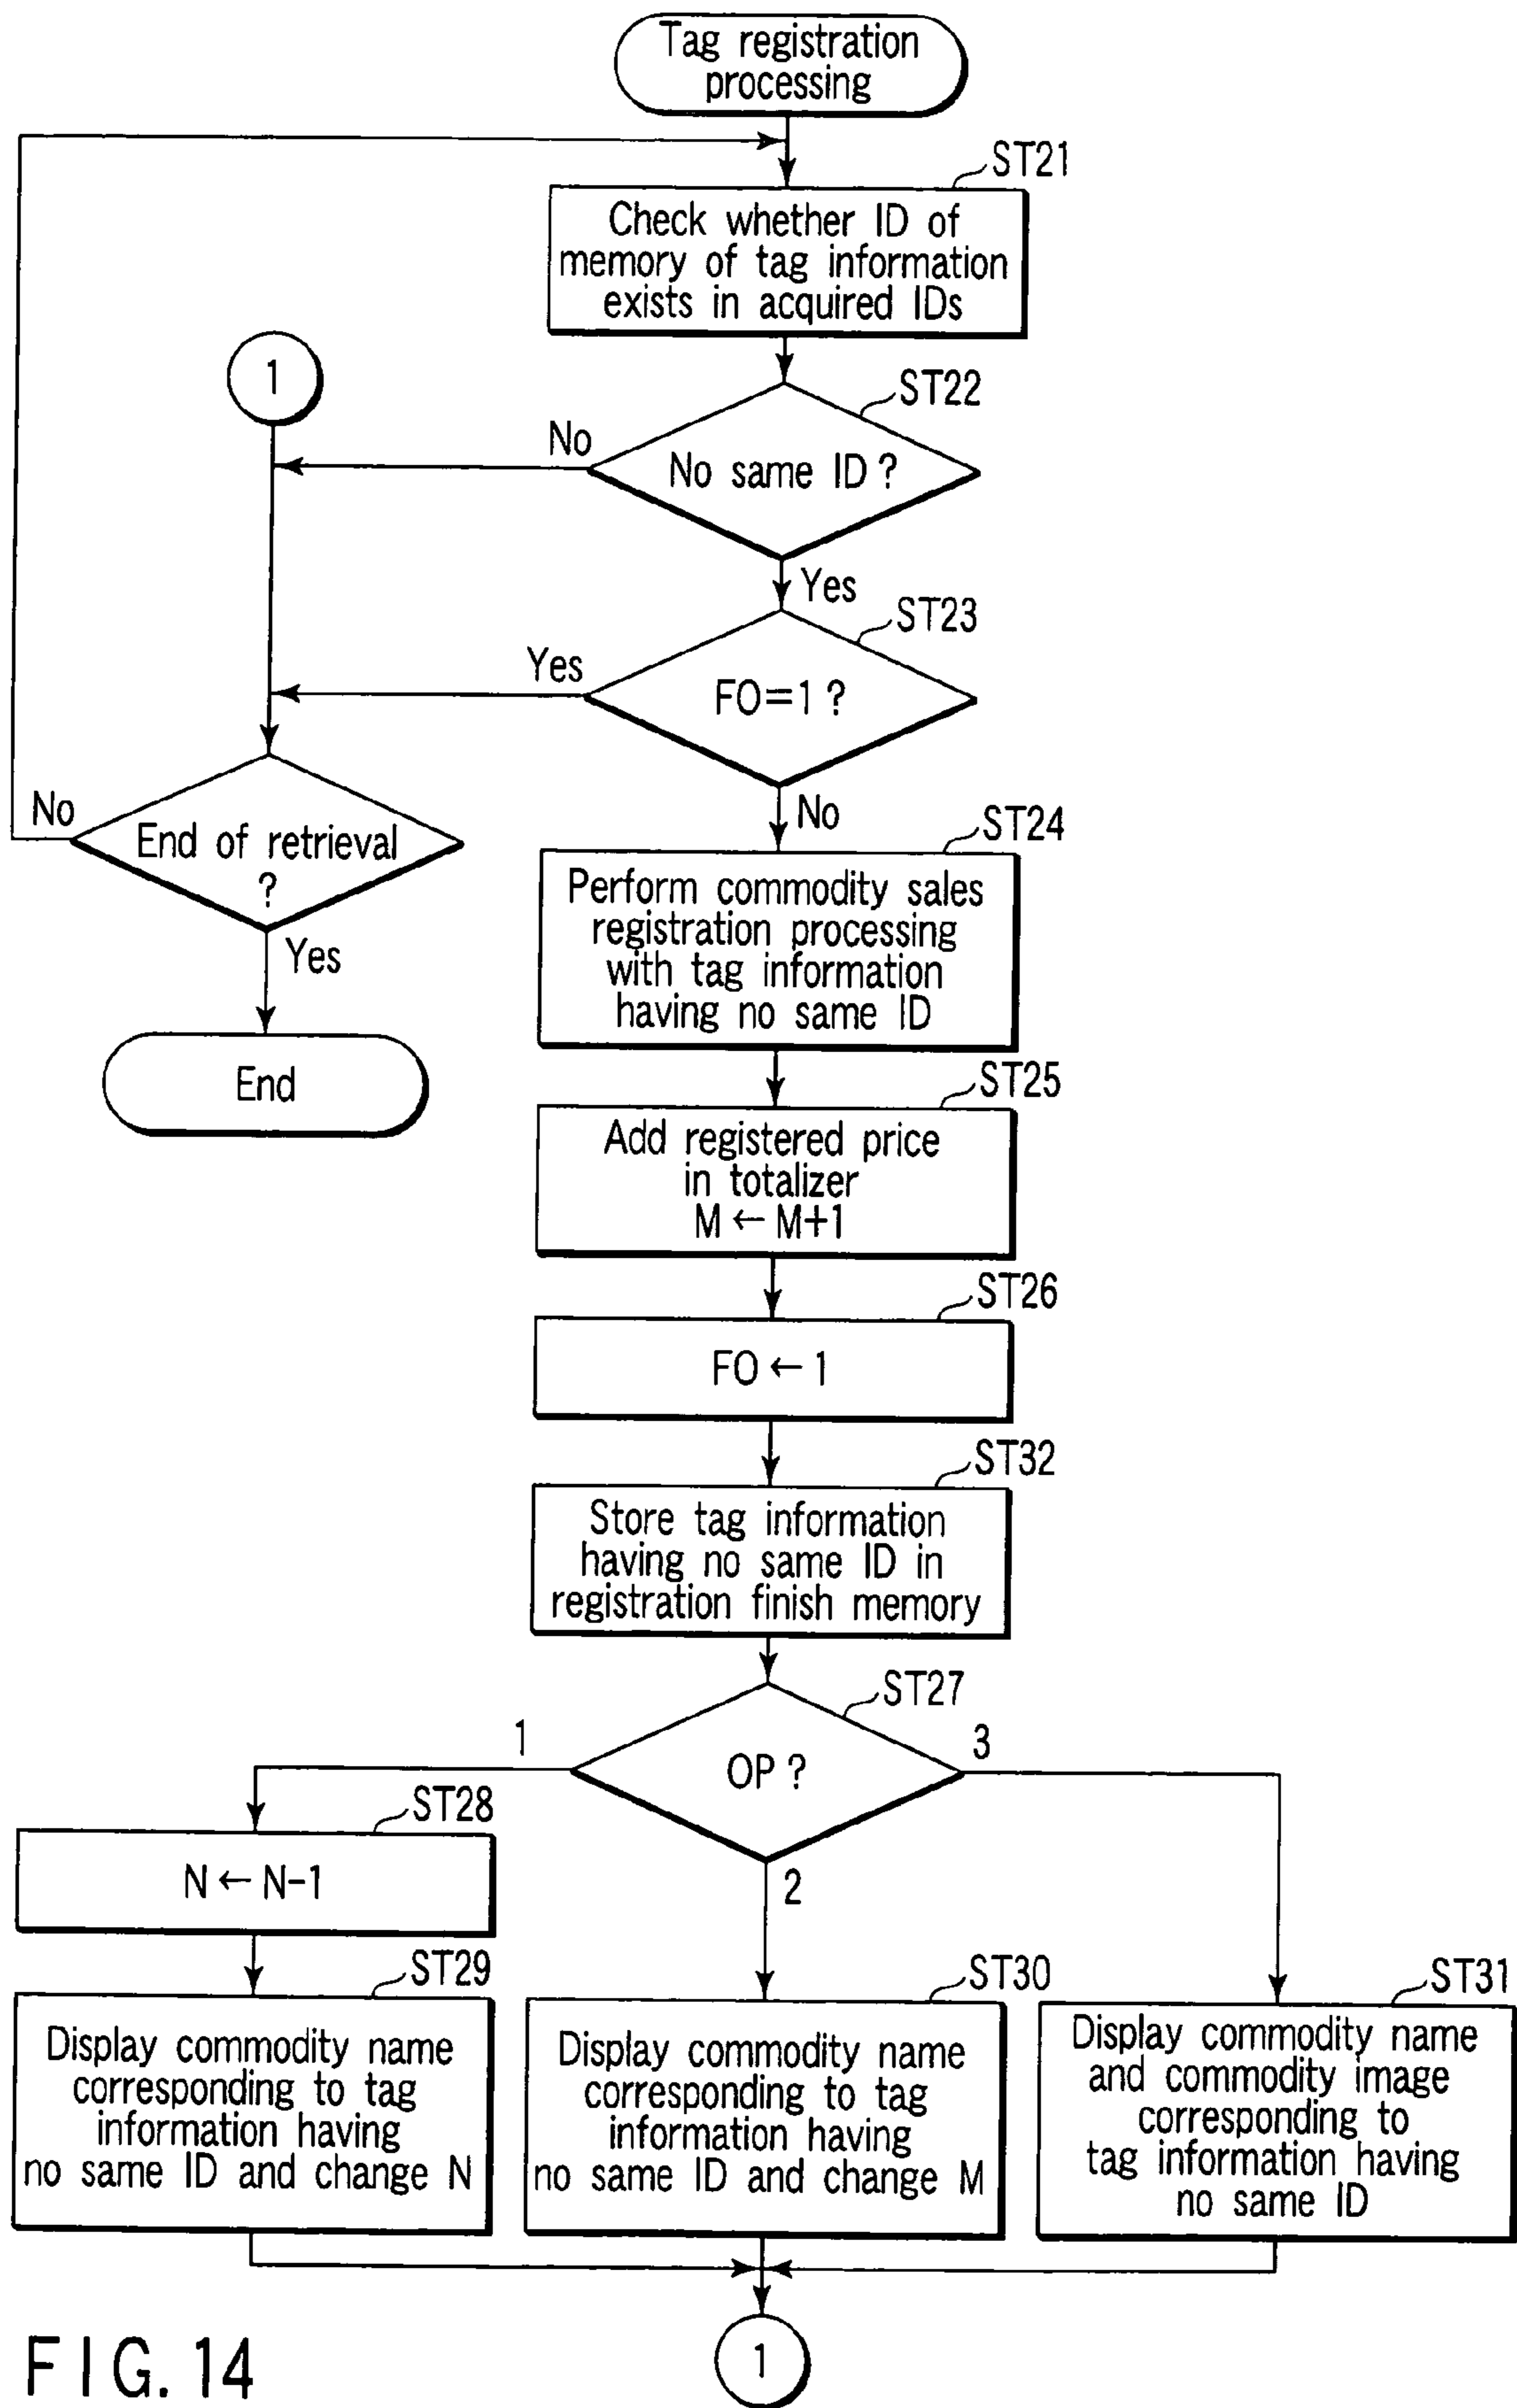 Tag registration
processing
ST21
Check whether ID of
memory of tag information
exists in acquired IDs
1
ST22
No
No same ID ?
Yes
ST23
Yes
FO=1 ?
No
End of retrieval
?
No
ST24
Perform commodity sales
registration processing
with tag information
having no same ID
Yes
End
ST25
Add registered price
in totalizer
M ← M+1
ST26
FO ← 1
ST32
Store tag information
having no same ID in
registration finish memory
ST27
1
OP ?
3
2
ST28
N ← N-1
ST29
Display commodity name
corresponding to tag
information having
no same ID and change N
ST30
Display commodity name
corresponding to tag
information having
no same ID and change M
ST31
Display commodity name
and commodity image
corresponding to
tag information having
no same ID
1
FIG. 14